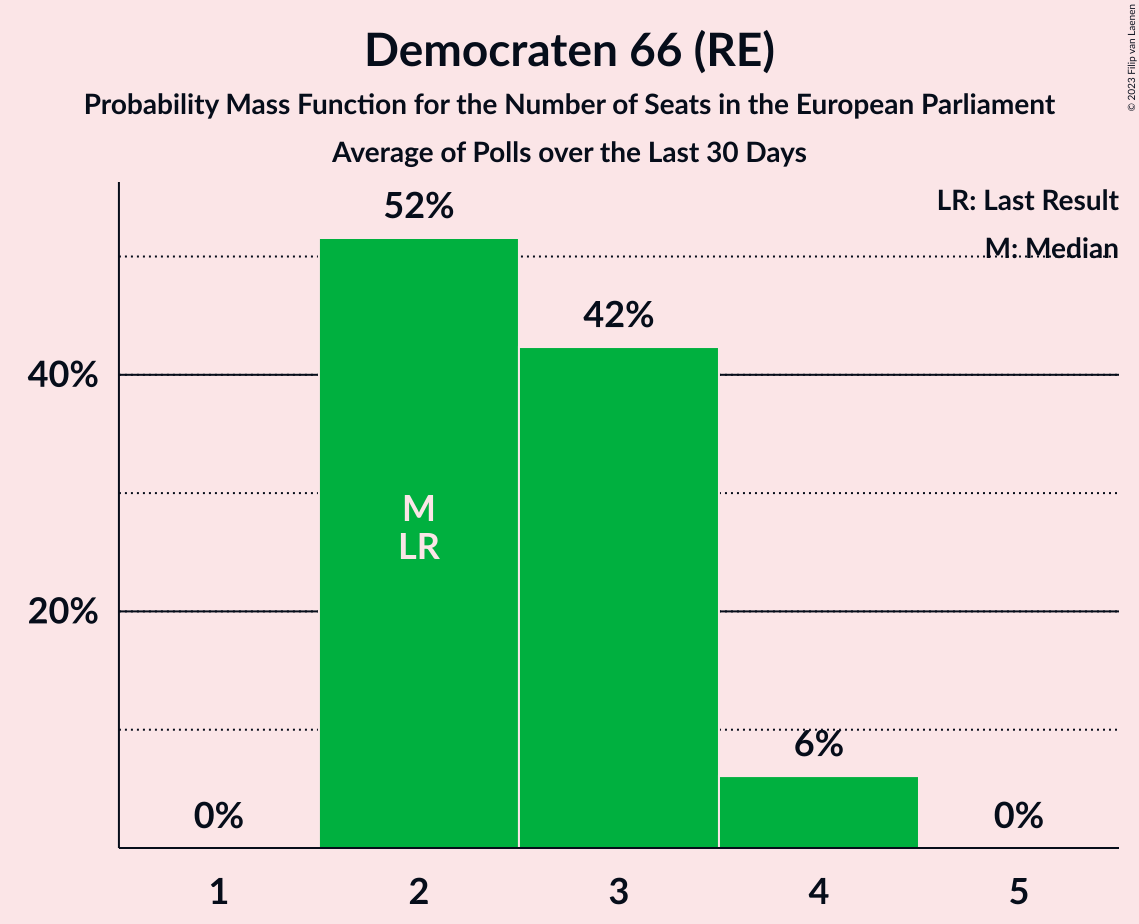 Democraten 66 (RE)
Probability Mass Function for the Number of Seats in the European Parliament
Average of Polls over the Last 30 Days
© 2023 Filip van Laenen
LR: Last Result
M: Median
52%
42%
40%
M
LR
20%
6%
0%
0%
1
2
3
4
5